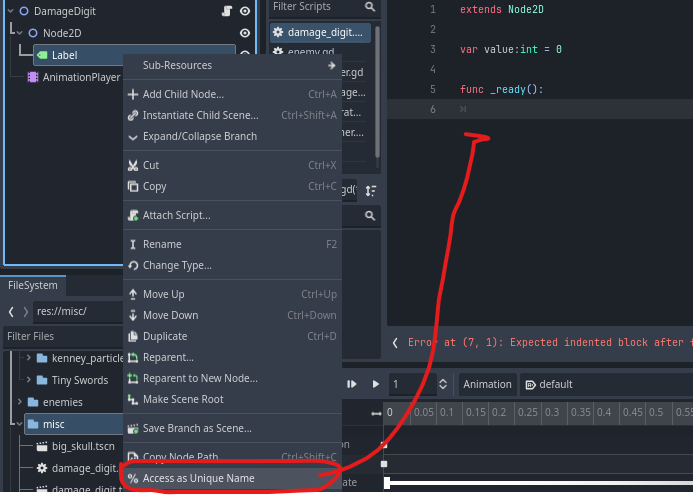 DamageDigit
Node2D
Label
AnimationPlayer
Filter Scripts
damage_digit....
enemy.gd
er.gd
age...
rat...
ner....
gd(
1 extends Node2D
2
3 var value:int = 0
4
5 func _ready():
6
Sub-Resources
Add Child Node... Ctrl+A
Instantiate Child Scene... Ctrl+Shift+A
Expand/Collapse Branch
Cut Ctrl+X
Copy Ctrl+C
Attach Script...
Rename F2
Change Type...
Move Up Ctrl+Up
Move Down Ctrl+Down
Duplicate Ctrl+D
Reparent...
Reparent to New Node...
Make Scene Root
Save Branch as Scene...
Copy Node Path Ctrl+Shift+C
% Access as Unique Name
FileSystem
res://misc/
Filter Files
kenney_particle
Tiny Swords
enemies
misc
big_skull.tscn
damage_digit.
damage_digit.t
Error at (7, 1): Expected indented block after f
1 Animation default
0 0.05 0.1 0.15 0.2 0.25 0.3 0.35 0.4 0.45 0.5 0.55
on
ate